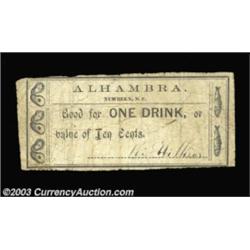 ALHAMBRA.
NEWBERN, N.C.
Good for ONE DRINK, or
value of Ten Cents.
©2003 CurrencyAuction.com